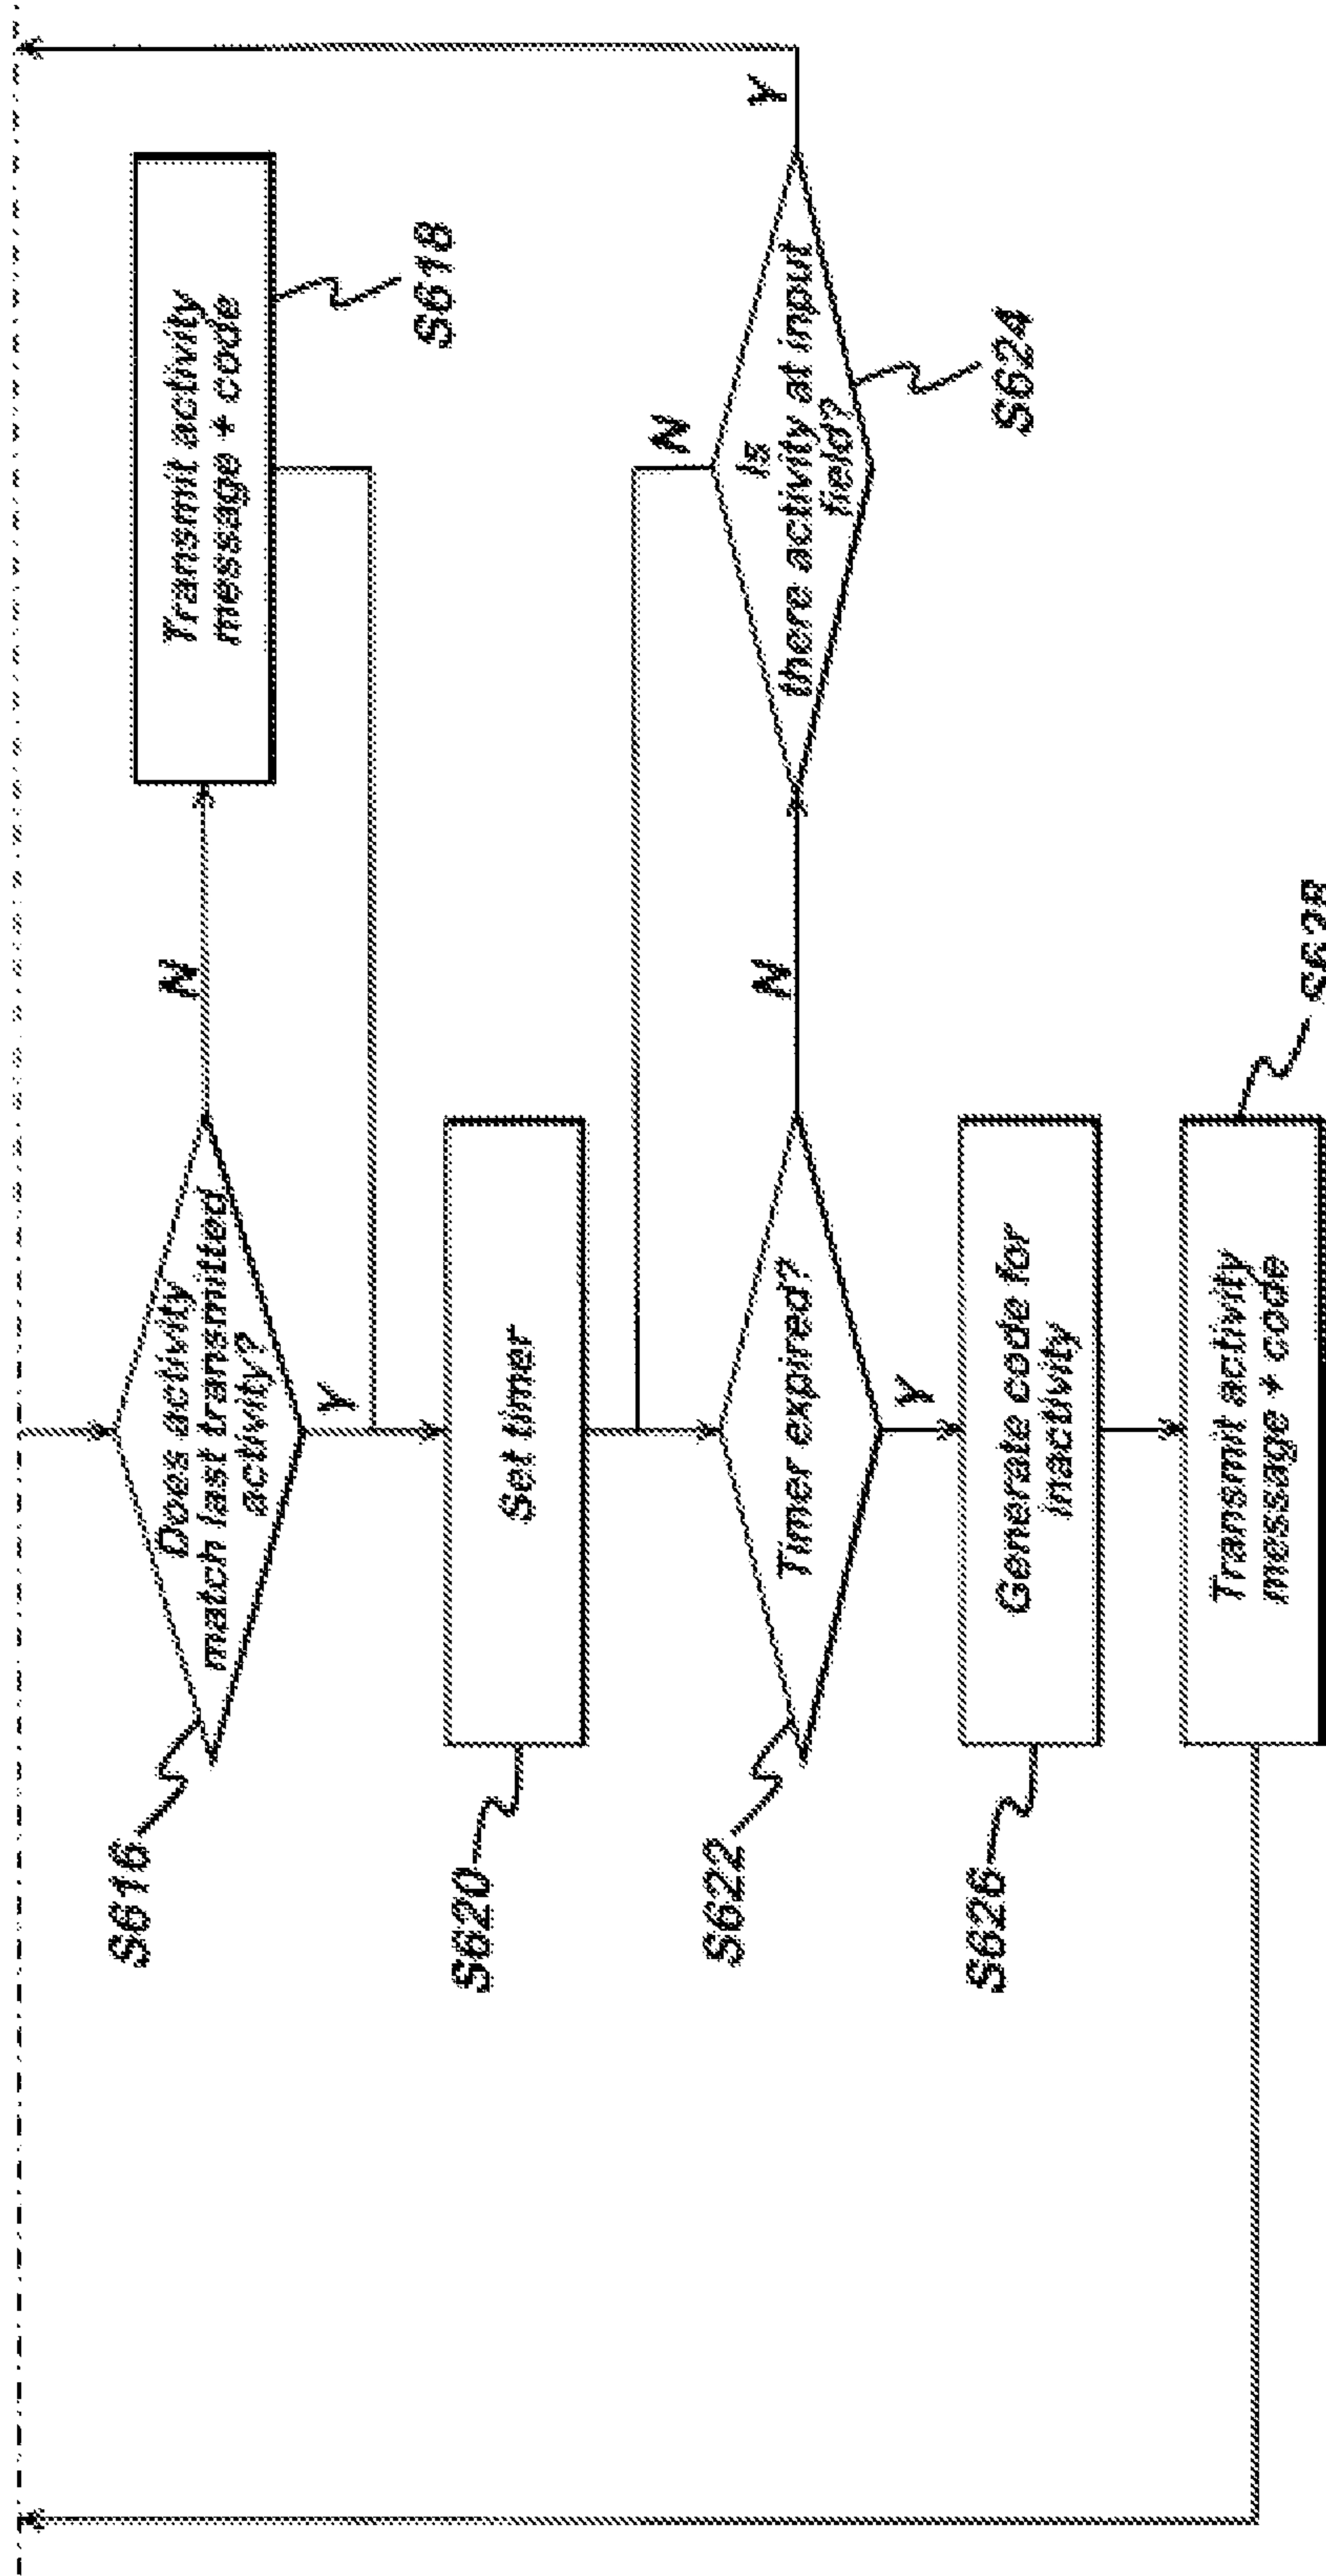 S616
Does activity
match last transmitted
activity?
N
Transmit activity
message + code
S618
Y
S620
Set timer
S622
Timer expired?
N
Is
there activity at input
field?
N
Y
S624
Y
S626
Generate code for
inactivity
Transmit activity
message + code